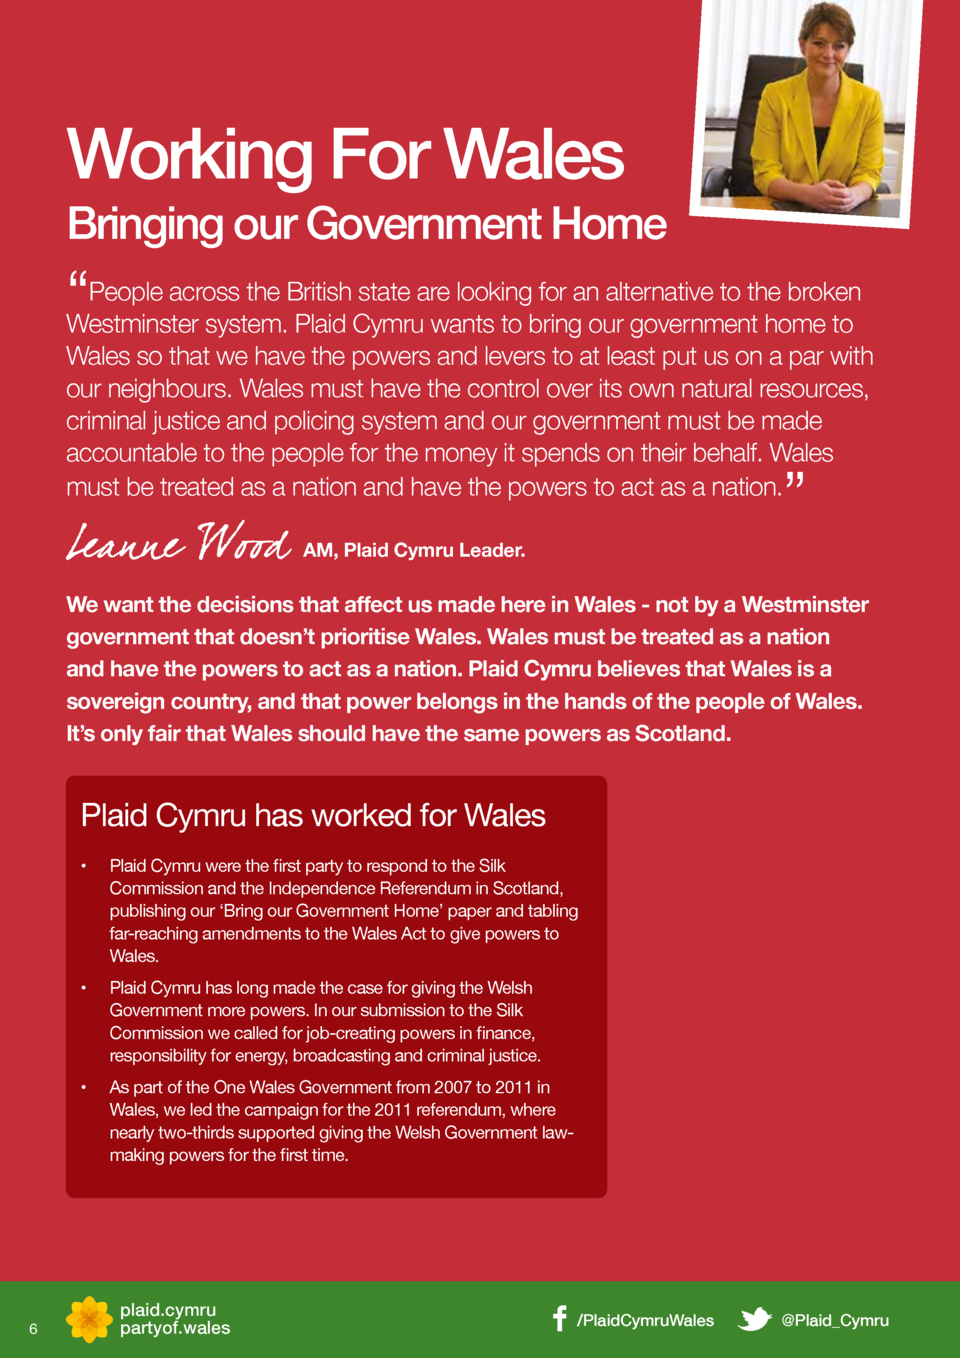 Working For Wales
Bringing our Government Home
“People across the British state are looking for an alternative to the broken
Westminster system. Plaid Cymru wants to bring our government home to
Wales so that we have the powers and levers to at least put us on a par with
our neighbours. Wales must have the control over its own natural resources,
criminal justice and policing system and our government must be made
accountable to the people for the money it spends on their behalf. Wales
must be treated as a nation and have the powers to act as a nation.”
Leanne Wood AM, Plaid Cymru Leader.
We want the decisions that affect us made here in Wales - not by a Westminster
government that doesn’t prioritise Wales. Wales must be treated as a nation
and have the powers to act as a nation. Plaid Cymru believes that Wales is a
sovereign country, and that power belongs in the hands of the people of Wales.
It’s only fair that Wales should have the same powers as Scotland.
Plaid Cymru has worked for Wales
• Plaid Cymru were the first party to respond to the Silk
Commission and the Independence Referendum in Scotland,
publishing our ‘Bring our Government Home’ paper and tabling
far-reaching amendments to the Wales Act to give powers to
Wales.
• Plaid Cymru has long made the case for giving the Welsh
Government more powers. In our submission to the Silk
Commission we called for job-creating powers in finance,
responsibility for energy, broadcasting and criminal justice.
• As part of the One Wales Government from 2007 to 2011 in
Wales, we led the campaign for the 2011 referendum, where
nearly two-thirds supported giving the Welsh Government law-
making powers for the first time.
6
plaid.cymru
partyof.wales
/PlaidCymruWales
@Plaid_Cymru